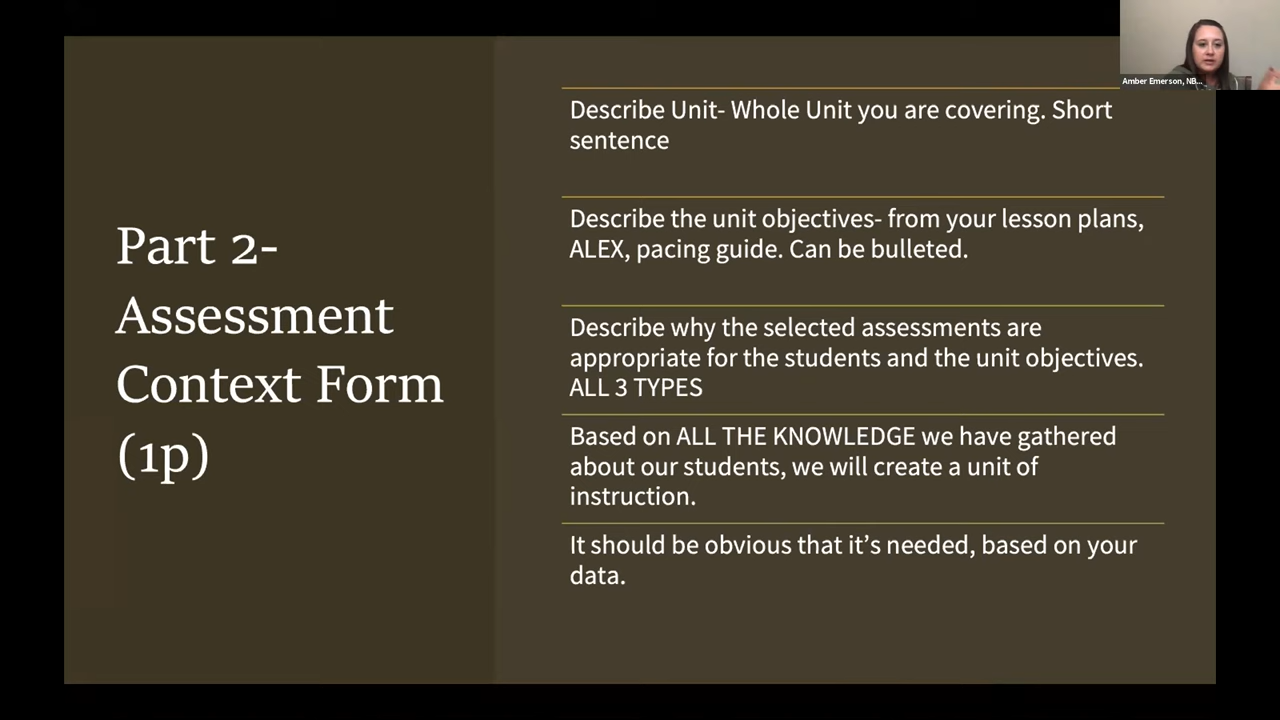 Amber Emerson, NB...
Part 2-
Assessment
Context Form
(1p)
Describe Unit- Whole Unit you are covering. Short
sentence
Describe the unit objectives- from your lesson plans,
ALEX, pacing guide. Can be bulleted.
Describe why the selected assessments are
appropriate for the students and the unit objectives.
ALL 3 TYPES
Based on ALL THE KNOWLEDGE we have gathered
about our students, we will create a unit of
instruction.
It should be obvious that it’s needed, based on your
data.